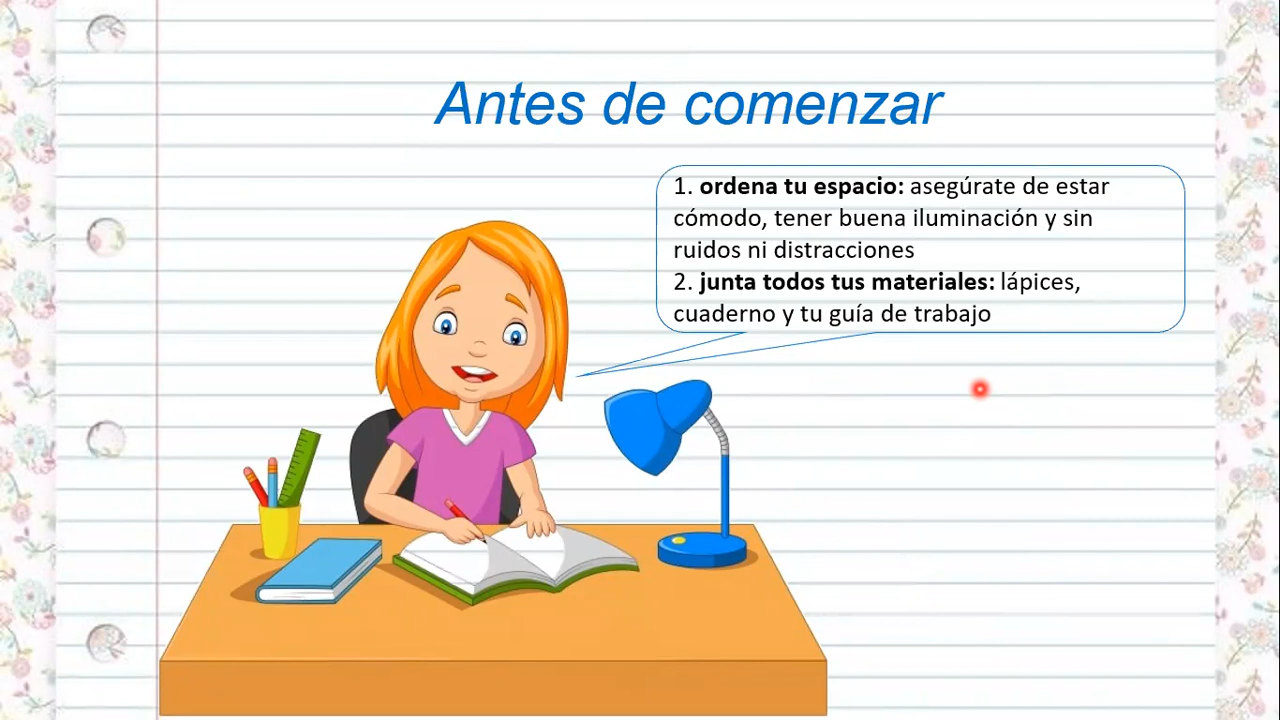 Antes de comenzar
1. ordena tu espacio: asegúrate de estar
cómodo, tener buena iluminación y sin
ruidos ni distracciones
2. junta todos tus materiales: lápices,
cuaderno y tu guía de trabajo